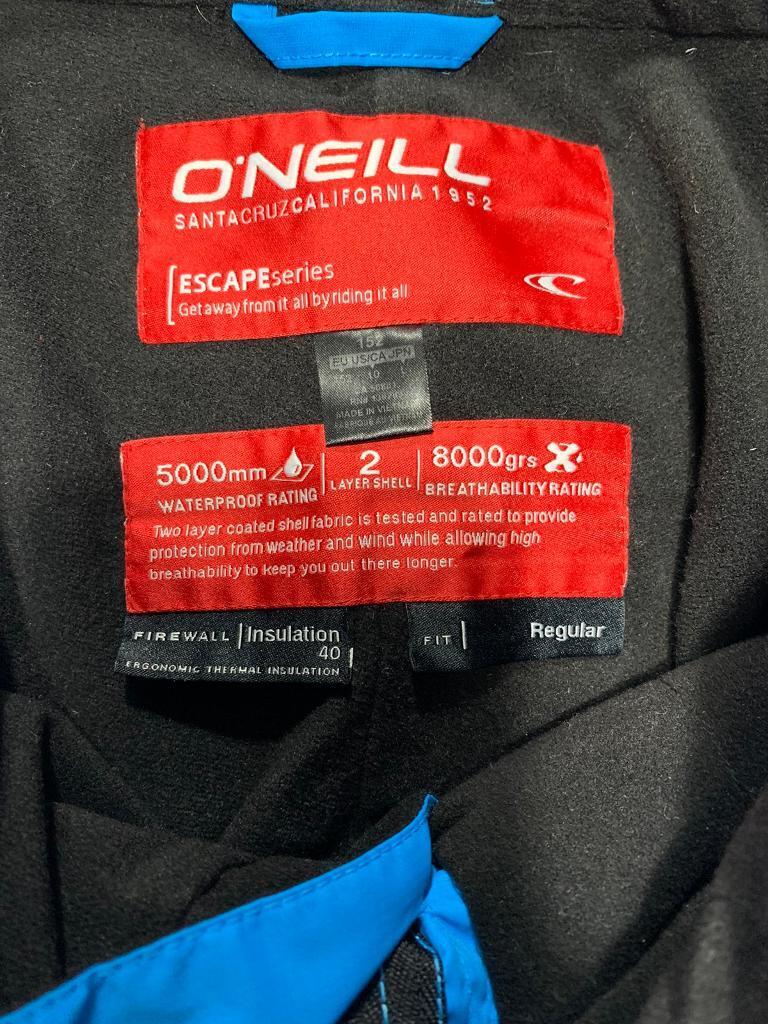 O'NEILL
SANTACRUZCALIFORNIA 1952
ESCAPEseries
Get away from it all by riding it all
152
EU US/CA JPN
10
MADE IN
5000mm
WATERPROOF RATING
2
LAYER SHELL
8000grs
BREATHABILITY RATING
Two layer coated shell fabric is tested and rated to provide
protection from weather and wind while allowing high
breathability to keep you out there longer.
FIREWALL Insulation
40
ERGONOMIC THERMAL INSULATION
FIT Regular